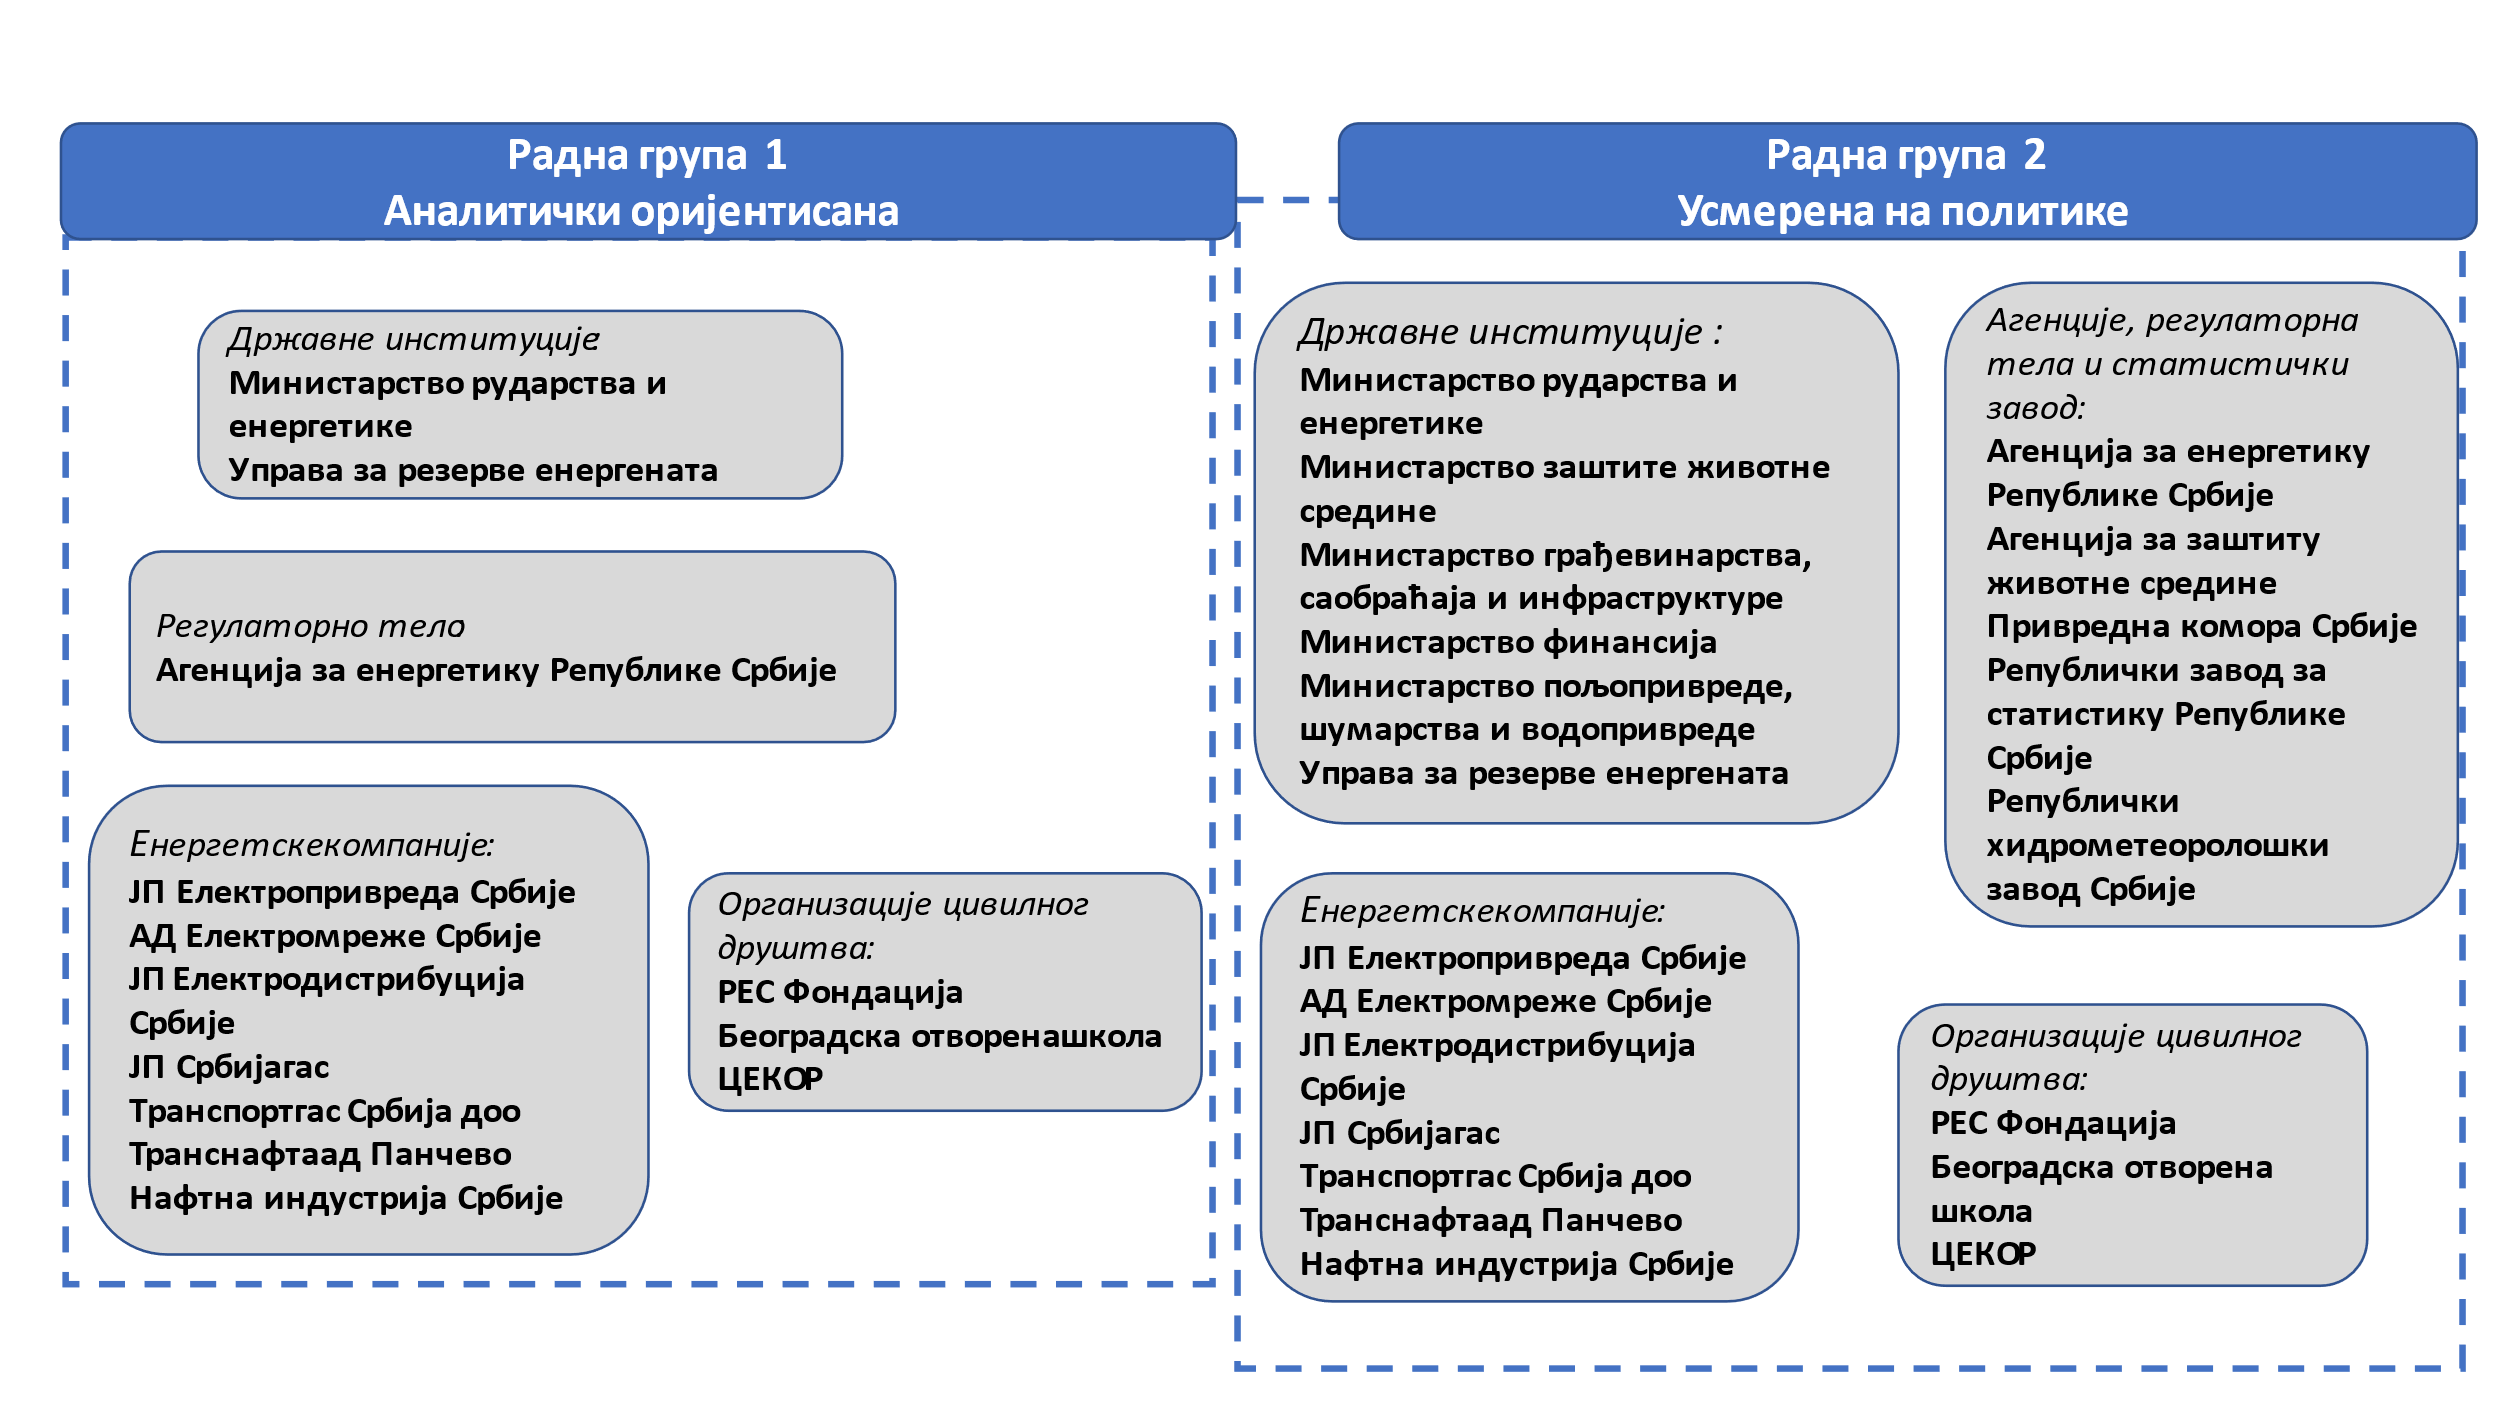 Радна група 1
Аналитички оријентисана
Државне институције:
Министарство рударства и
енергетике
Управа за резерве енергената
Регулаторно тело:
Агенција за енергетику Републике Србије
Енергетскекомпаније:
ЈП Електропривреда Србије
АД Електромреже Србије
ЈП Електродистрибуција
Србије
ЈП Србијагас
Транспортгас Србија доо
Транснафтаад Панчево
Нафтна индустрија Србије
Организације цивилног
друштва:
РЕС Фондација
Београдска отворенашкола
ЦЕКОР
Радна група 2
Усмерена на политике
Државне институције :
Министарство рударства и
енергетике
Министарство заштите животне
средине
Министарство грађевинарства,
саобраћаја и инфраструктуре
Министарство финансија
Министарство пољопривреде,
шумарства и водопривреде
Управа за резерве енергената
Агенције, регулаторна
тела и статистички
завод:
Агенција за енергетику
Републике Србије
Агенција за заштиту
животне средине
Привредна комора Србије
Републички завод за
статистику Републике
Србије
Републички
хидрометеоролошки
завод Србије
Енергетскекомпаније:
ЈП Електропривреда Србије
АД Електромреже Србије
ЈП Електродистрибуција
Србије
ЈП Србијагас
Транспортгас Србија доо
Транснафтаад Панчево
Нафтна индустрија Србије
Организације цивилног
друштва:
РЕС Фондација
Београдска отворена
школа
ЦЕКОР